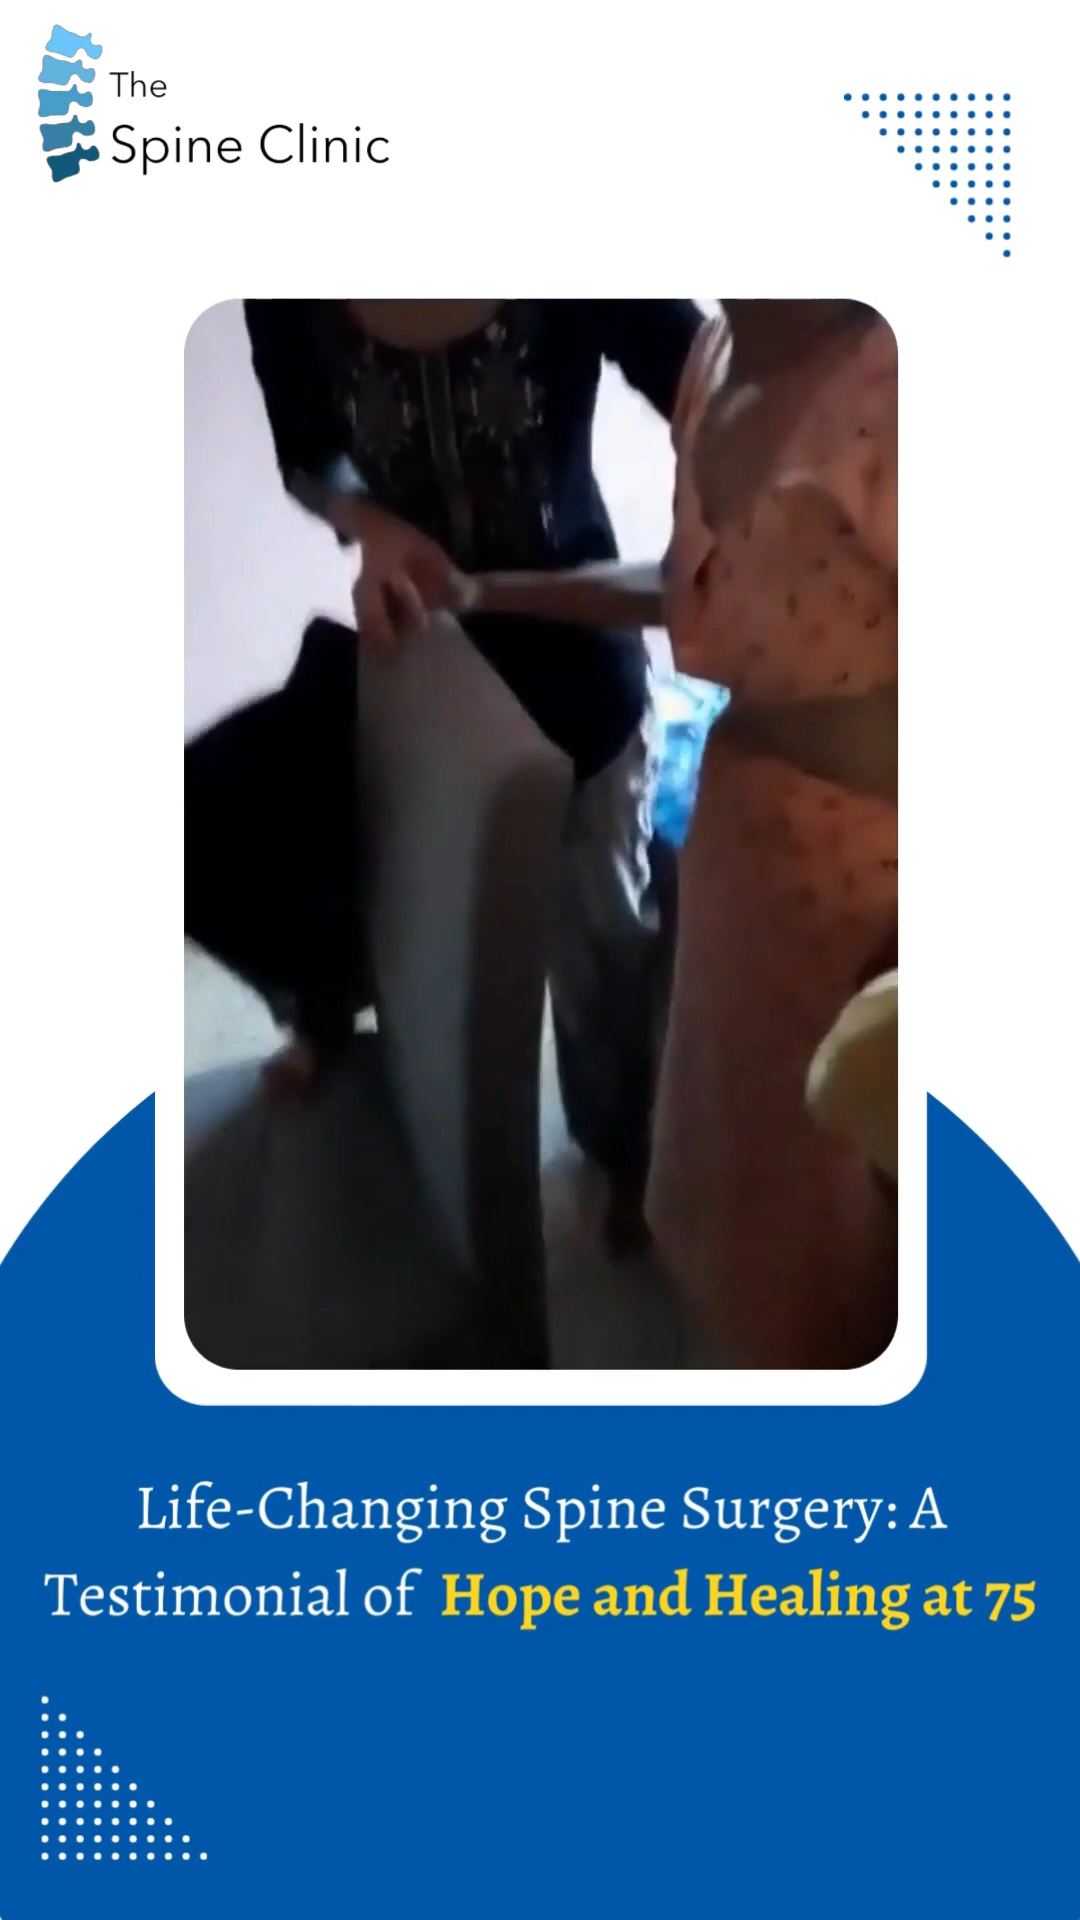 The
Spine Clinic
Life-Changing Spine Surgery: A
Testimonial of Hope and Healing at 75